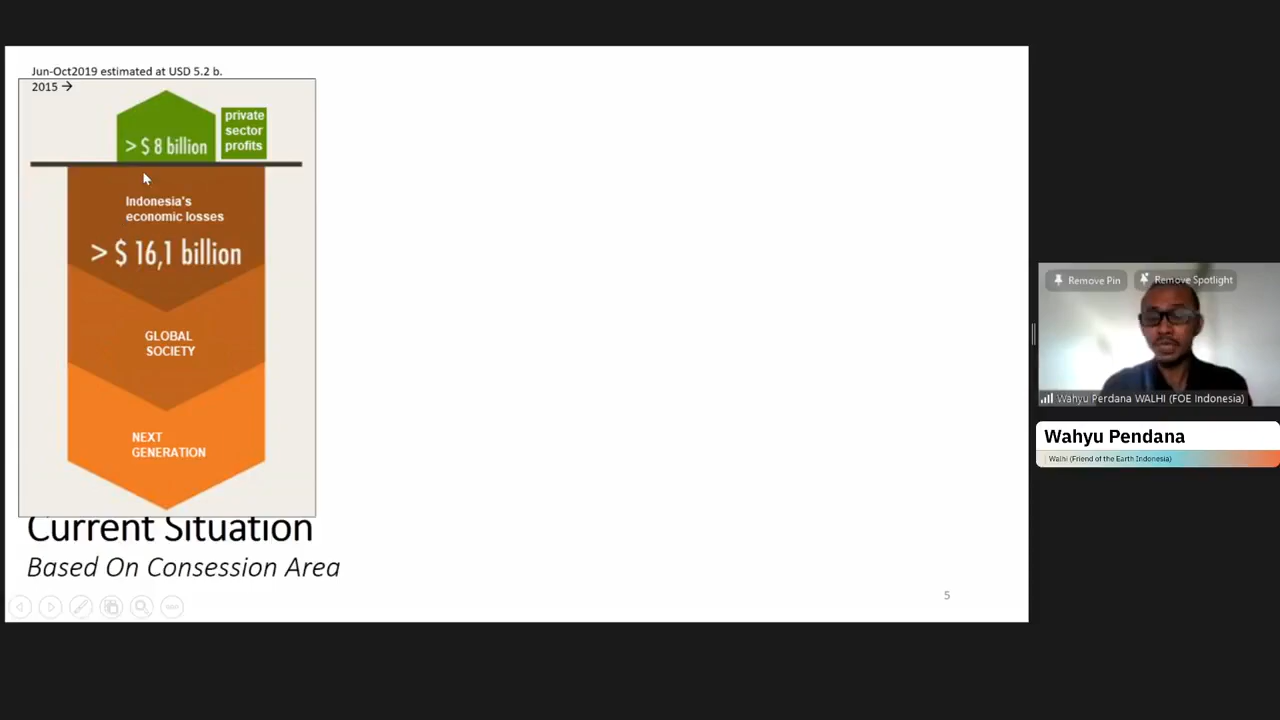 Jun-Oct2019 estimated at USD 5.2 b.
2015 →
> $ 8 billion
private
sector
profits
Indonesia's
economic losses
> $ 16,1 billion
GLOBAL
SOCIETY
NEXT
GENERATION
Current Situation
Based On Consession Area
5
Remove Pin
Remove Spotlight
Wahyu Perdana WALHI (FOE Indonesia)
Wahyu Pendana
Walhi (Friend of the Earth Indonesia)